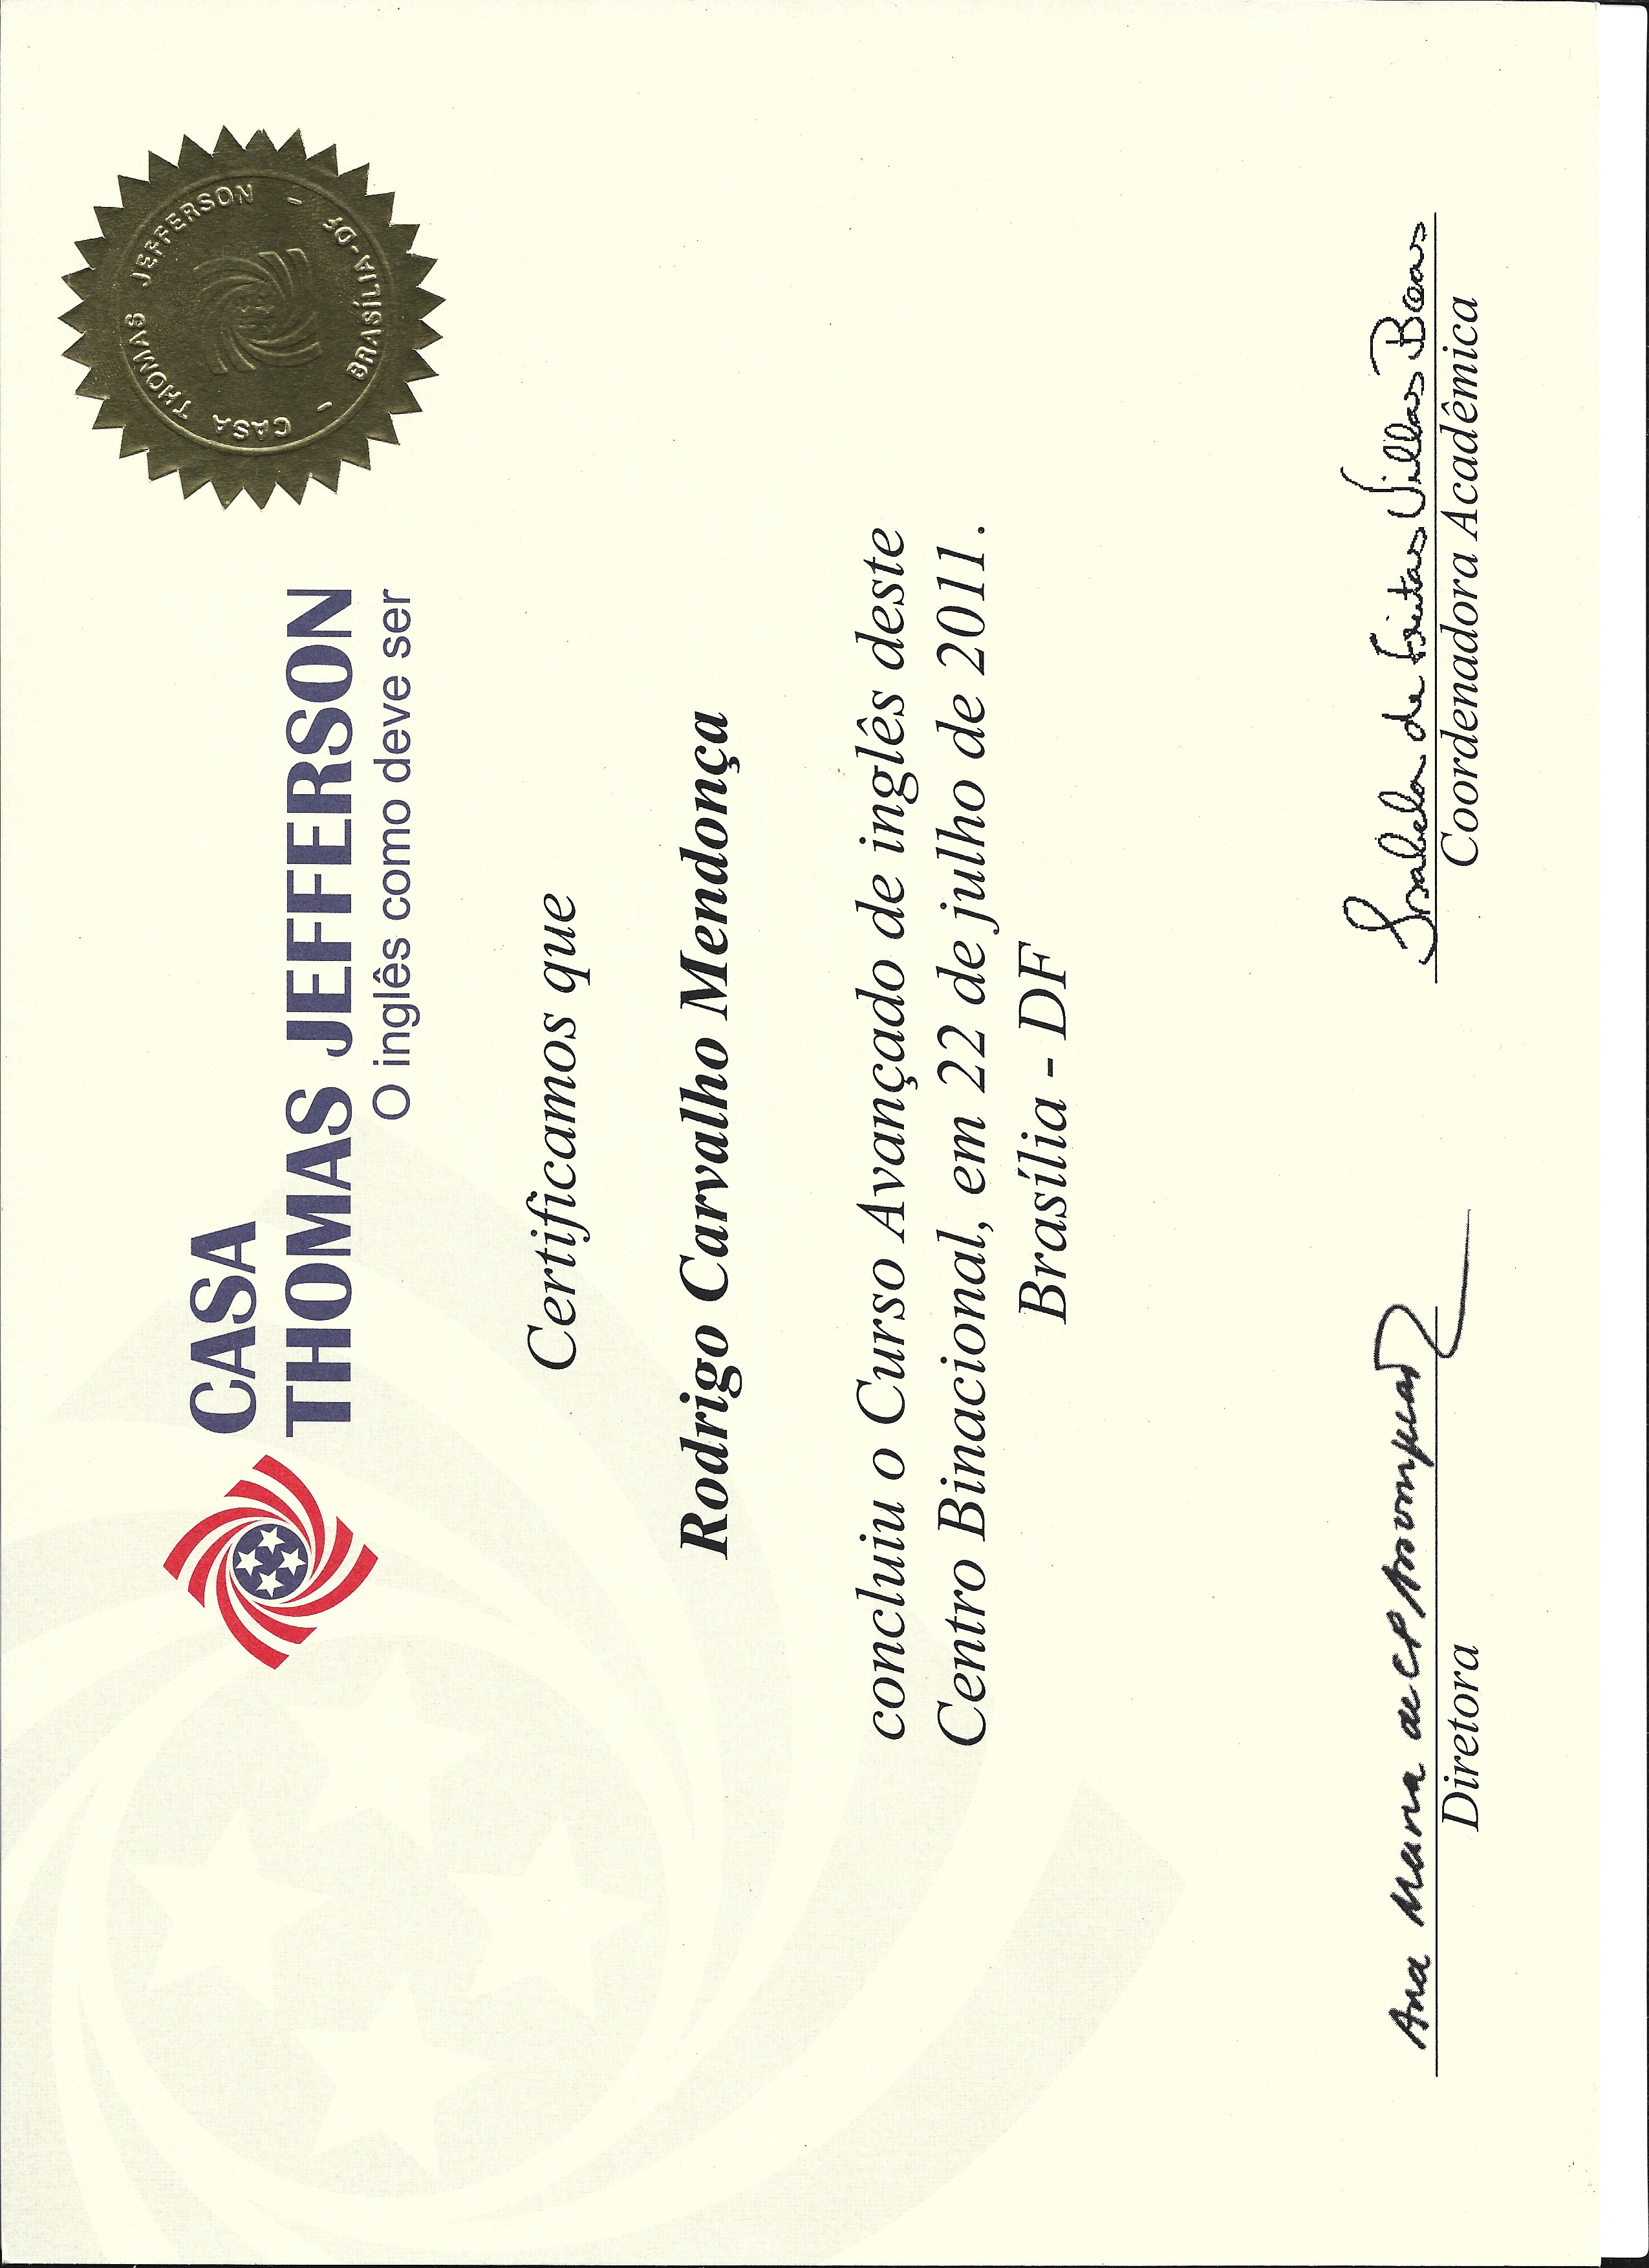 CASA
THOMAS JEFFERSON
O inglês como deve ser
CASA THOMAS JEFFERSON
- BRASÍLIA-DF -
Certificamos que
Rodrigo Carvalho Mendonça
concluiu o Curso Avançado de inglês deste
Centro Binacional, em 22 de julho de 2011.
Brasília - DF
Ana Maria de CP Assumpção
Isabela de Freitas Villas Boas
Diretora
Coordenadora Acadêmica